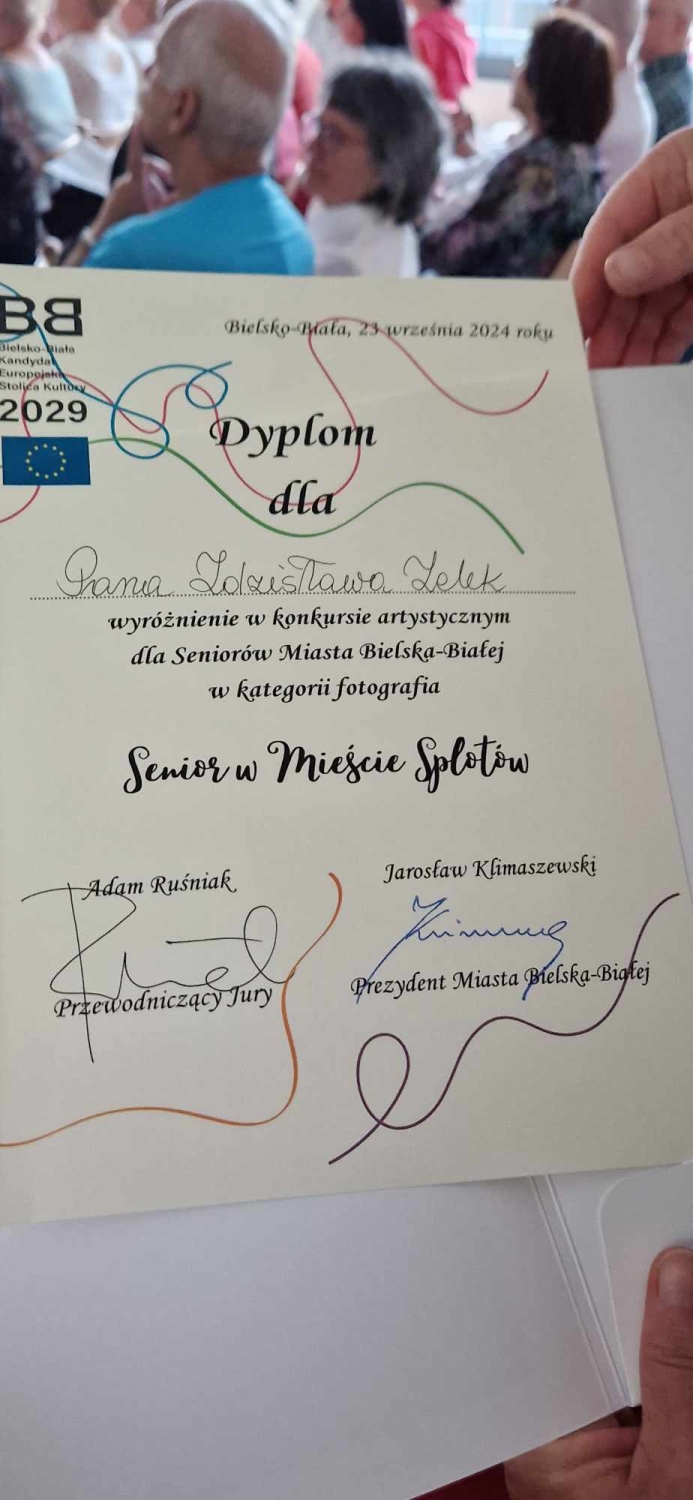 BB
Bielsko-Biała
Kandydat
Europejska
Stolica Kultury
2029
Bielsko-Biała, 23 września 2024 roku
Dyplom
dla
Pana Zdzisława Zelek
wyróżnienie w konkursie artystycznym
dla Seniorów Miasta Bielska-Białej
w kategorii fotografia
Senior w Mieście Splotów
Adam Ruśniak
Przewodniczący Jury
Jarosław Klimaszewski
Prezydent Miasta Bielska-Białej